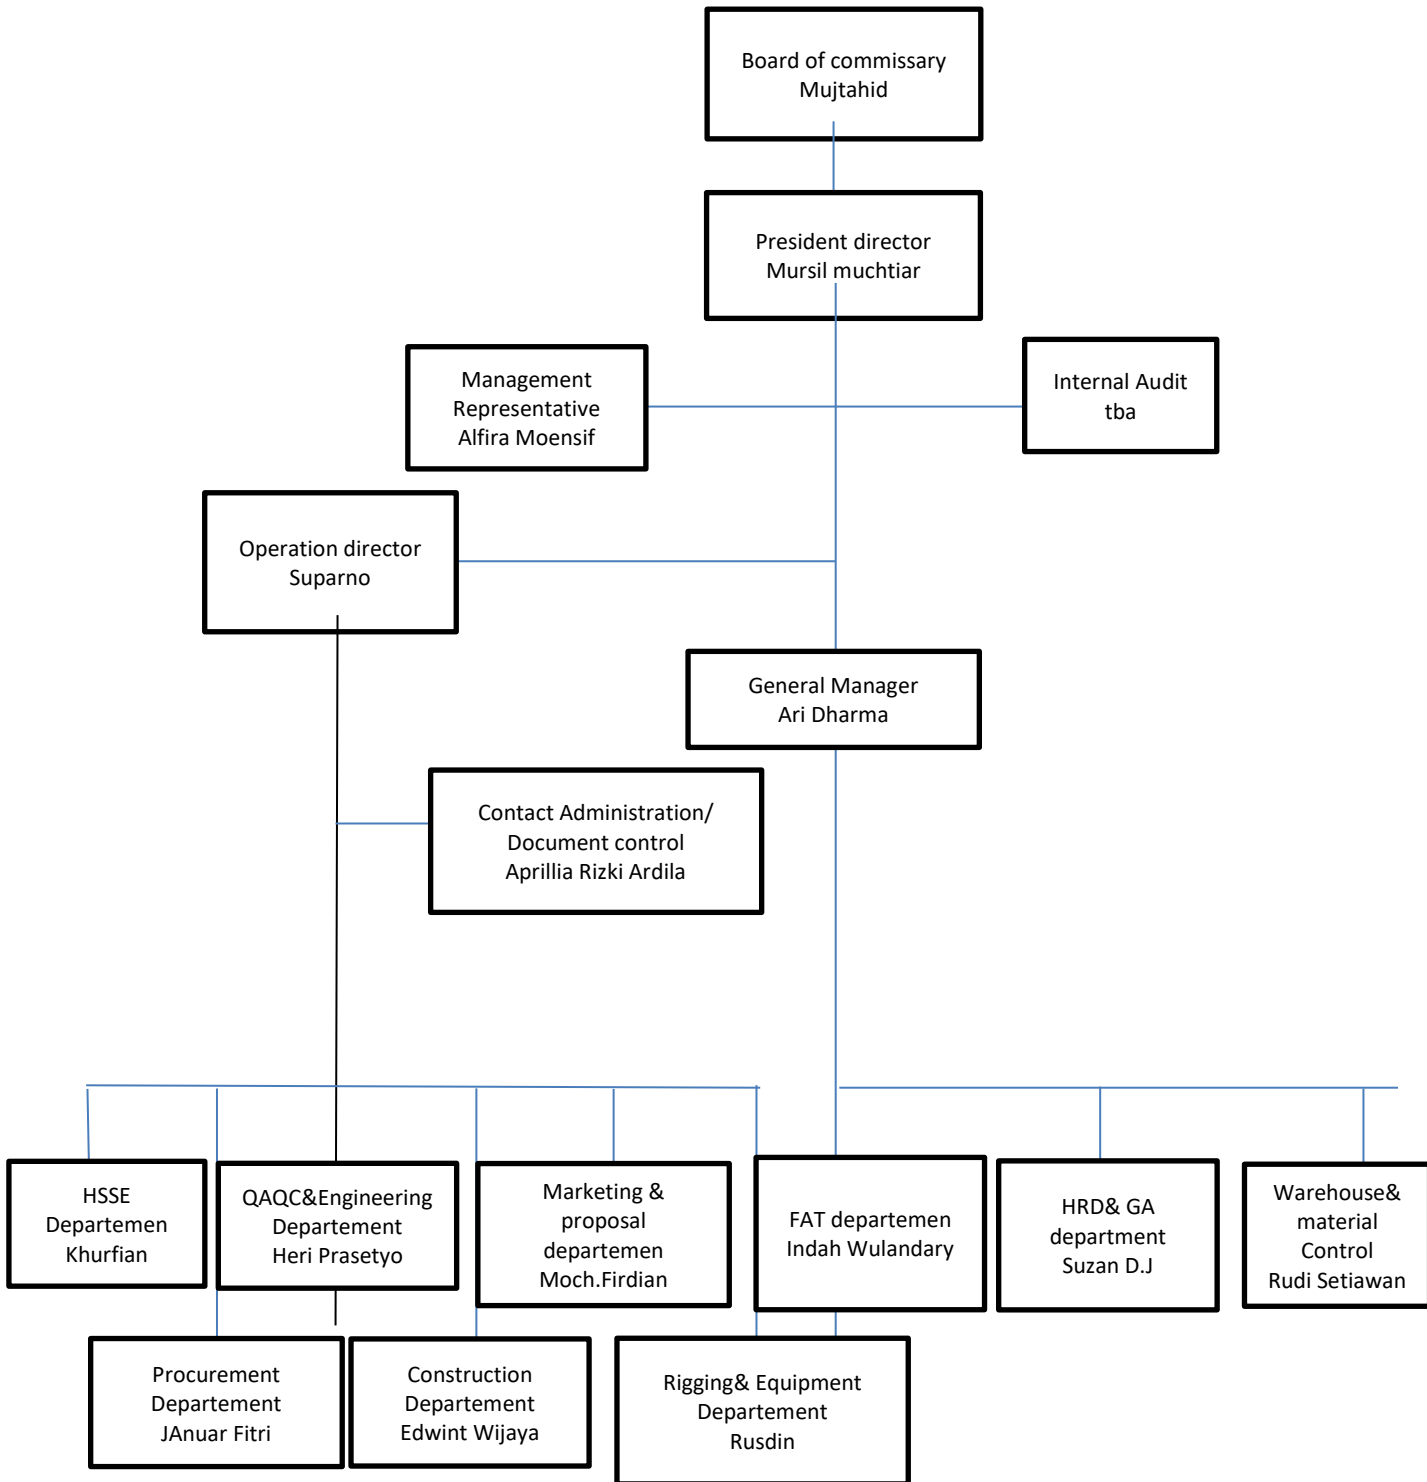 Board of commissary
Mujtahid
President director
Mursil muchtiar
Management
Representative
Alfira Moensif
Internal Audit
tba
Operation director
Suparno
General Manager
Ari Dharma
Contact Administration/
Document control
Aprillia Rizki Ardila
HSSE
Departemen
Khurfian
QAQC&Engineering
Departement
Heri Prasetyo
Marketing &
proposal
departemen
Moch.Firdian
FAT departemen
Indah Wulandary
HRD& GA
department
Suzan D.J
Warehouse&
material
Control
Rudi Setiawan
Procurement
Departement
JAnuar Fitri
Construction
Departement
Edwint Wijaya
Rigging& Equipment
Departement
Rusdin